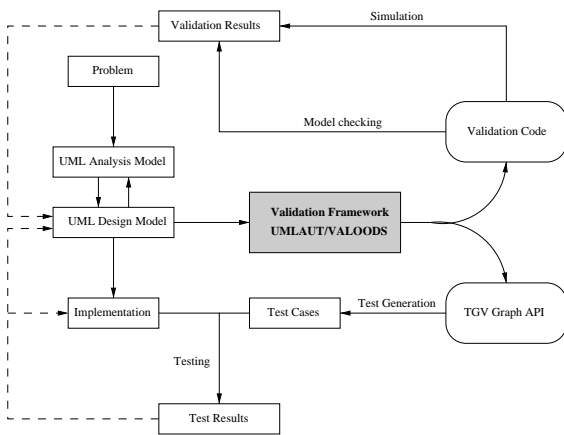 Validation Results
Simulation
Problem
Model checking
Validation Code
UML Analysis Model
UML Design Model
Validation Framework
UMLAUT/VALOODS
Implementation
Test Cases
Test Generation
TGV Graph API
Testing
Test Results